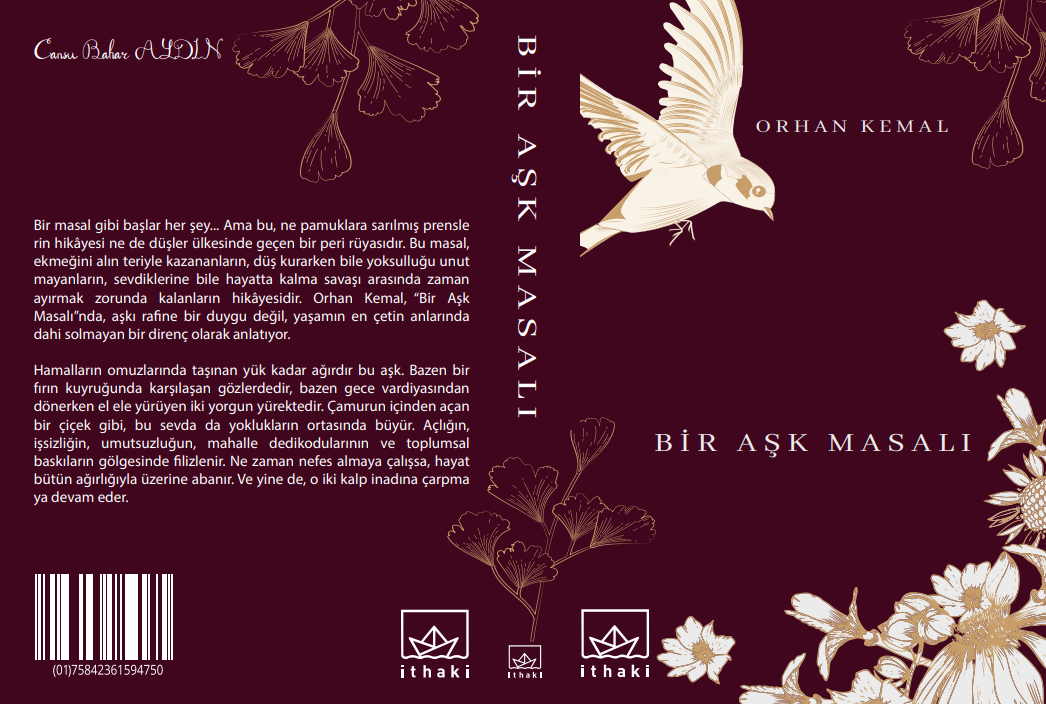 Cansu Bahar AYDIN
Bir masal gibi başlar her şey... Ama bu, ne pamuklara sarılmış prensle
rin hikâyesi ne de düşler ülkesinde geçen bir peri rüyasıdır. Bu masal,
ekmeğini alın teriyle kazananların, düş kurarken bile yoksulluğu unut
mayanların, sevdiklerine bile hayatta kalma savaşı arasında zaman
ayırmak zorunda kalanların hikâyesidir. Orhan Kemal, “Bir Aşk
Masalı”nda, aşkı rafine bir duygu değil, yaşamın en çetin anlarında
dahi solmayan bir direnç olarak anlatıyor.
Hamalların omuzlarında taşınan yük kadar ağırdır bu aşk. Bazen bir
fırın kuyruğunda karşılaşan gözlerdedir, bazen gece vardiyasından
dönerken el ele yürüyen iki yorgun yürektedir. Çamurun içinden açan
bir çiçek gibi, bu sevda da yoklukların ortasında büyür. Açlığın,
işsizliğin, umutsuzluğun, mahalle dedikodularının ve toplumsal
baskıların gölgesinde filizlenir. Ne zaman nefes almaya çalışsa, hayat
bütün ağırlığıyla üzerine abanır. Ve yine de, o iki kalp inadına çarpma
ya devam eder.
(01)75842361594750
ithaki
BİR AŞK MASALI
ithaki
ORHAN KEMAL
BİR AŞK MASALI
ithaki